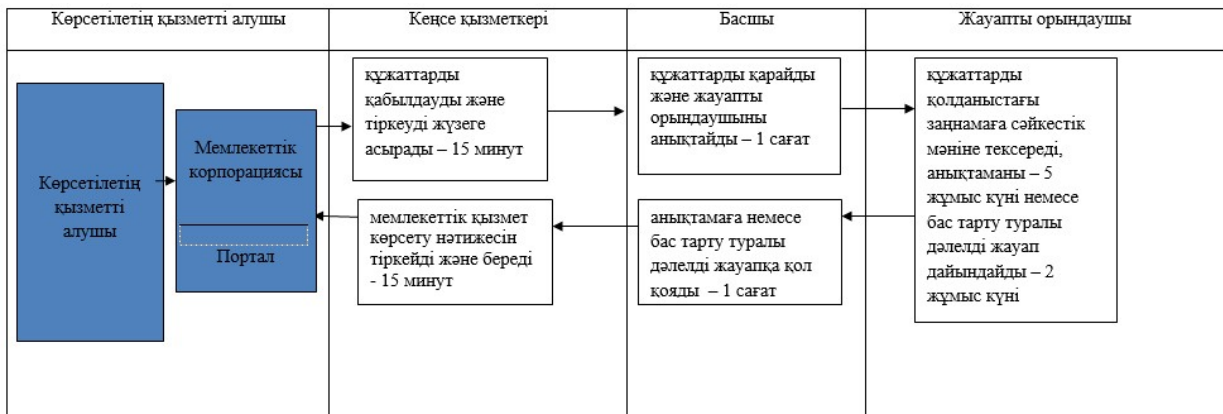 Көрсетілетің қызметті алушы
Кеңсе қызметкері
Басшы
Жауапты орындаушы
Көрсетілетің
қызметті
алушы
Мемлекеттік
корпорациясы
Портал
құжаттарды
қабылдауды және
тіркеуді жүзеге
асырады – 15 минут
құжаттарды қарайды
және жауапты
орындаушыны
анықтайды – 1 сағат
құжаттарды
қолданыстағы
заңнамаға сәйкестік
мәніне тексереді,
анықтаманы – 5
жұмыс күні немесе
бас тарту туралы
дәлелді жауап
дайындайды – 2
жұмыс күні
анықтамаға немесе
бас тарту туралы
дәлелді жауапқа қол
қояды – 1 сағат
мемлекеттік қызмет
көрсету нәтижесін
тіркейді және береді
- 15 минут